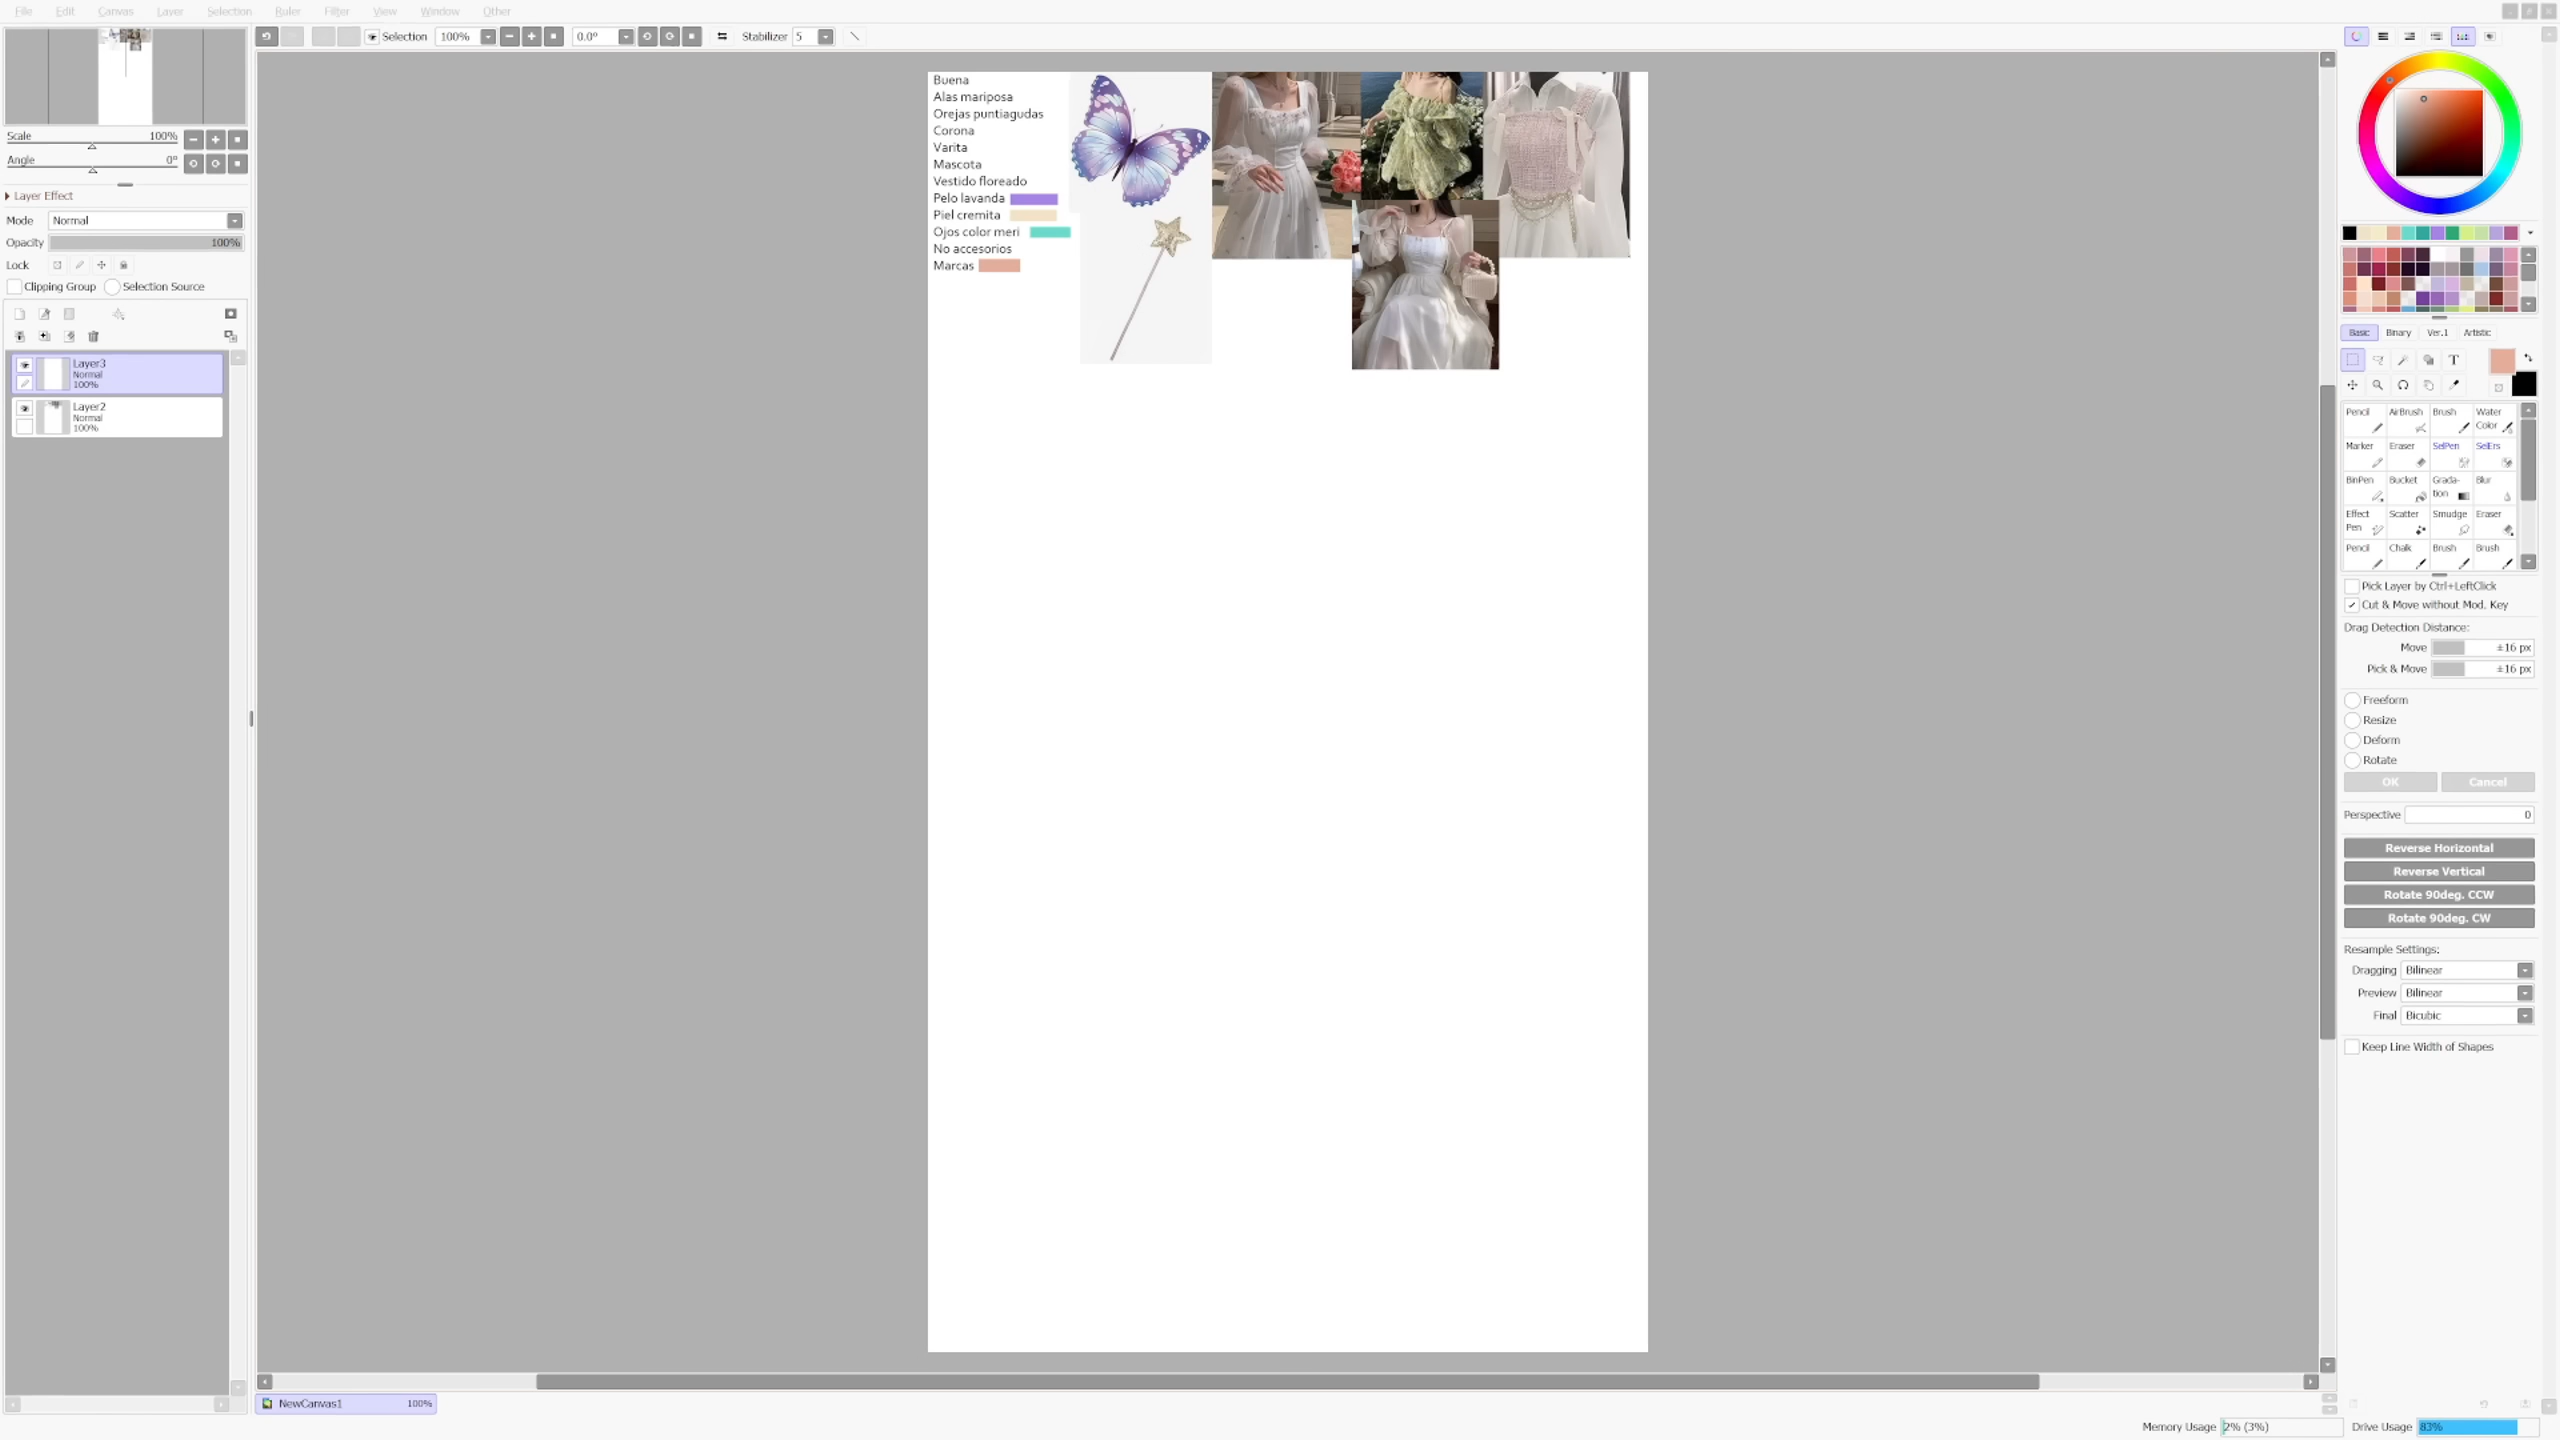 File Edit Canvas Layer Selection Ruler Filter View Window Other
Selection 100% 0.0° Stabilizer 5
Scale 100%
Angle 0°
Layer Effect
Mode Normal
Opacity 100%
Lock
Clipping Group Selection Source
Layer3
Normal
100%
Layer2
Normal
100%
Buena
Alas mariposa
Orejas puntiagudas
Corona
Varita
Mascota
Vestido floreado
Pelo lavanda
Piel cremita
Ojos color meri
No accesorios
Marcas
NewCanvas1 100%
Basic Binary Ver.1 Artistic
T
Pencil AirBrush Brush Water Color
Marker Eraser SelPen SelErs
BinPen Bucket Grada-tion Blur
Effect Pen Scatter Smudge Eraser
Pencil Chalk Brush Brush
Pick Layer by Ctrl+LeftClick
Cut & Move without Mod. Key
Drag Detection Distance:
Move ±16 px
Pick & Move ±16 px
Freeform
Resize
Deform
Rotate
OK Cancel
Perspective 0
Reverse Horizontal
Reverse Vertical
Rotate 90deg. CCW
Rotate 90deg. CW
Resample Settings:
Dragging Bilinear
Preview Bilinear
Final Bicubic
Keep Line Width of Shapes
Memory Usage 2% (3%) Drive Usage 83%